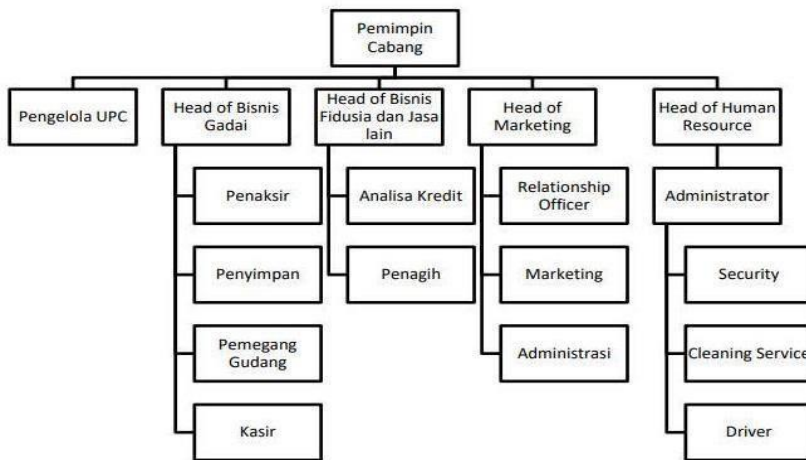 Pemimpin
Cabang
Pengelola UPC
Head of Bisnis
Gadai
Head of Bisnis
Fidusia dan Jasa
lain
Head of
Marketing
Head of Human
Resource
Penaksir
Analisa Kredit
Relationship
Officer
Administrator
Penyimpan
Penagih
Marketing
Security
Pemegang
Gudang
Administrasi
Cleaning Service
Kasir
Driver